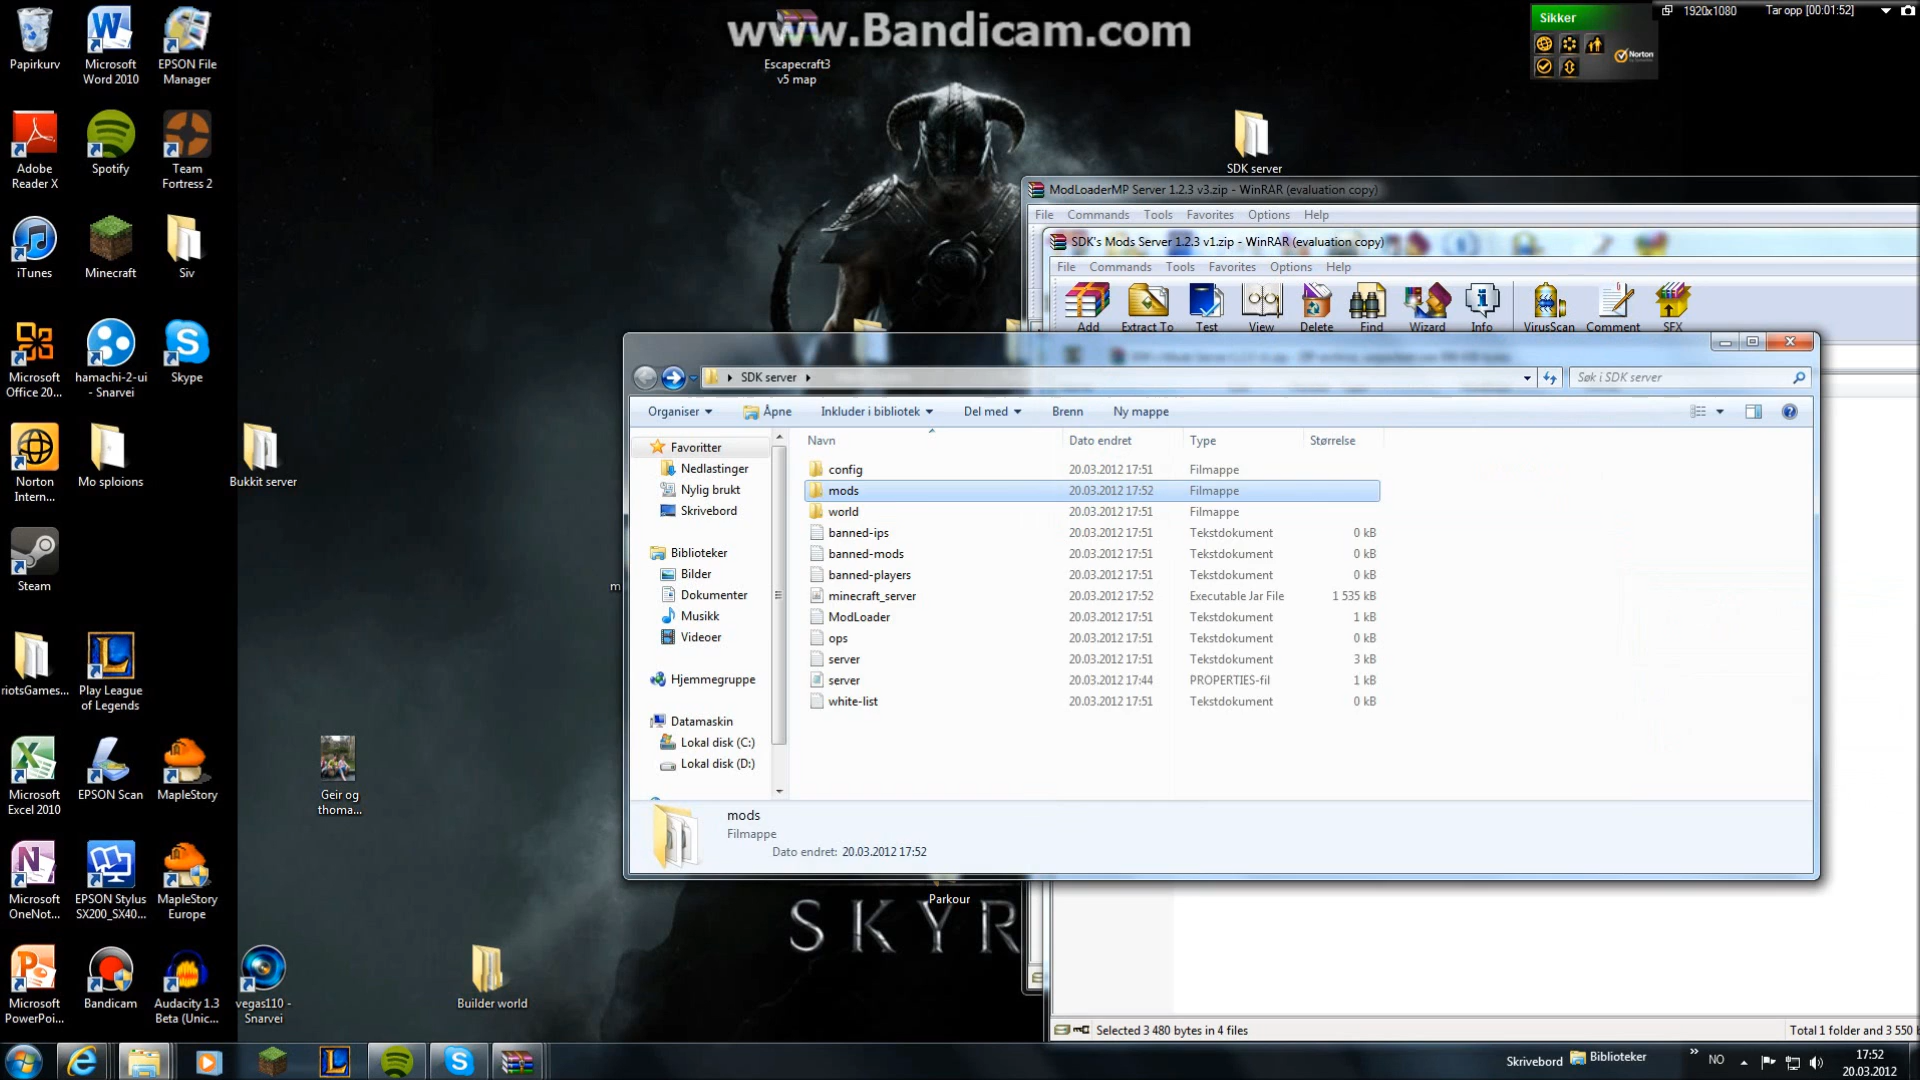 www.Bandicam.com
Sikker
1920x1080
Tar opp [00:01:52]
Norton
Papirkurv
Microsoft Word 2010
EPSON File Manager
Escapecraft3 v5 map
Adobe Reader X
Spotify
Team Fortress 2
SDK server
iTunes
Minecraft
Siv
Microsoft Office 20...
hamachi-2-ui - Snarvei
Skype
Norton Intern...
Mo sploions
Bukkit server
Steam
riotsGames...
Play League of Legends
Microsoft Excel 2010
EPSON Scan
MapleStory
Geir og thoma...
Microsoft OneNot...
EPSON Stylus SX200_SX40...
MapleStory Europe
Microsoft PowerPoi...
Bandicam
Audacity 1.3 Beta (Unic...
vegas110 - Snarvei
Builder world
Parkour
SKYR
ModLoaderMP Server 1.2.3 v3.zip - WinRAR (evaluation copy)
File Commands Tools Favorites Options Help
SDK's Mods Server 1.2.3 v1.zip - WinRAR (evaluation copy)
File Commands Tools Favorites Options Help
Add Extract To Test View Delete Find Wizard Info VirusScan Comment SFX
SDK server
Søk i SDK server
Organiser Åpne Inkluder i bibliotek Del med Brenn Ny mappe
Favoritter
Nedlastinger
Nylig brukt
Skrivebord
Biblioteker
Bilder
Dokumenter
Musikk
Videoer
Hjemmegruppe
Datamaskin
Lokal disk (C:)
Lokal disk (D:)
Navn Dato endret Type Størrelse
config 20.03.2012 17:51 Filmappe
mods 20.03.2012 17:52 Filmappe
world 20.03.2012 17:51 Filmappe
banned-ips 20.03.2012 17:51 Tekstdokument 0 kB
banned-mods 20.03.2012 17:51 Tekstdokument 0 kB
banned-players 20.03.2012 17:51 Tekstdokument 0 kB
minecraft_server 20.03.2012 17:52 Executable Jar File 1 535 kB
ModLoader 20.03.2012 17:51 Tekstdokument 1 kB
ops 20.03.2012 17:51 Tekstdokument 0 kB
server 20.03.2012 17:51 Tekstdokument 3 kB
server 20.03.2012 17:44 PROPERTIES-fil 1 kB
white-list 20.03.2012 17:51 Tekstdokument 0 kB
mods
Filmappe
Dato endret: 20.03.2012 17:52
Selected 3 480 bytes in 4 files
Total 1 folder and 3 550
Skrivebord
Biblioteker
NO
17:52
20.03.2012